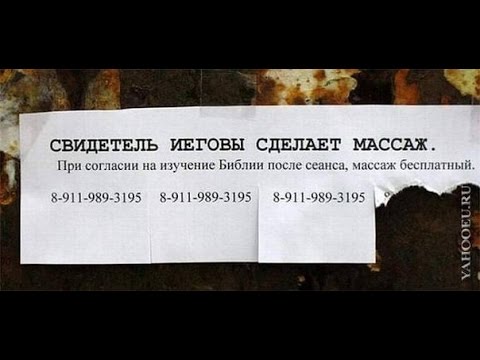 СВИДЕТЕЛЬ ИЕГОВЫ СДЕЛАЕТ МАССАЖ.
При согласии на изучение Библии после сеанса, массаж бесплатный.
8-911-989-3195 8-911-989-3195 8-911-989-3195
YAHOOEU.RU